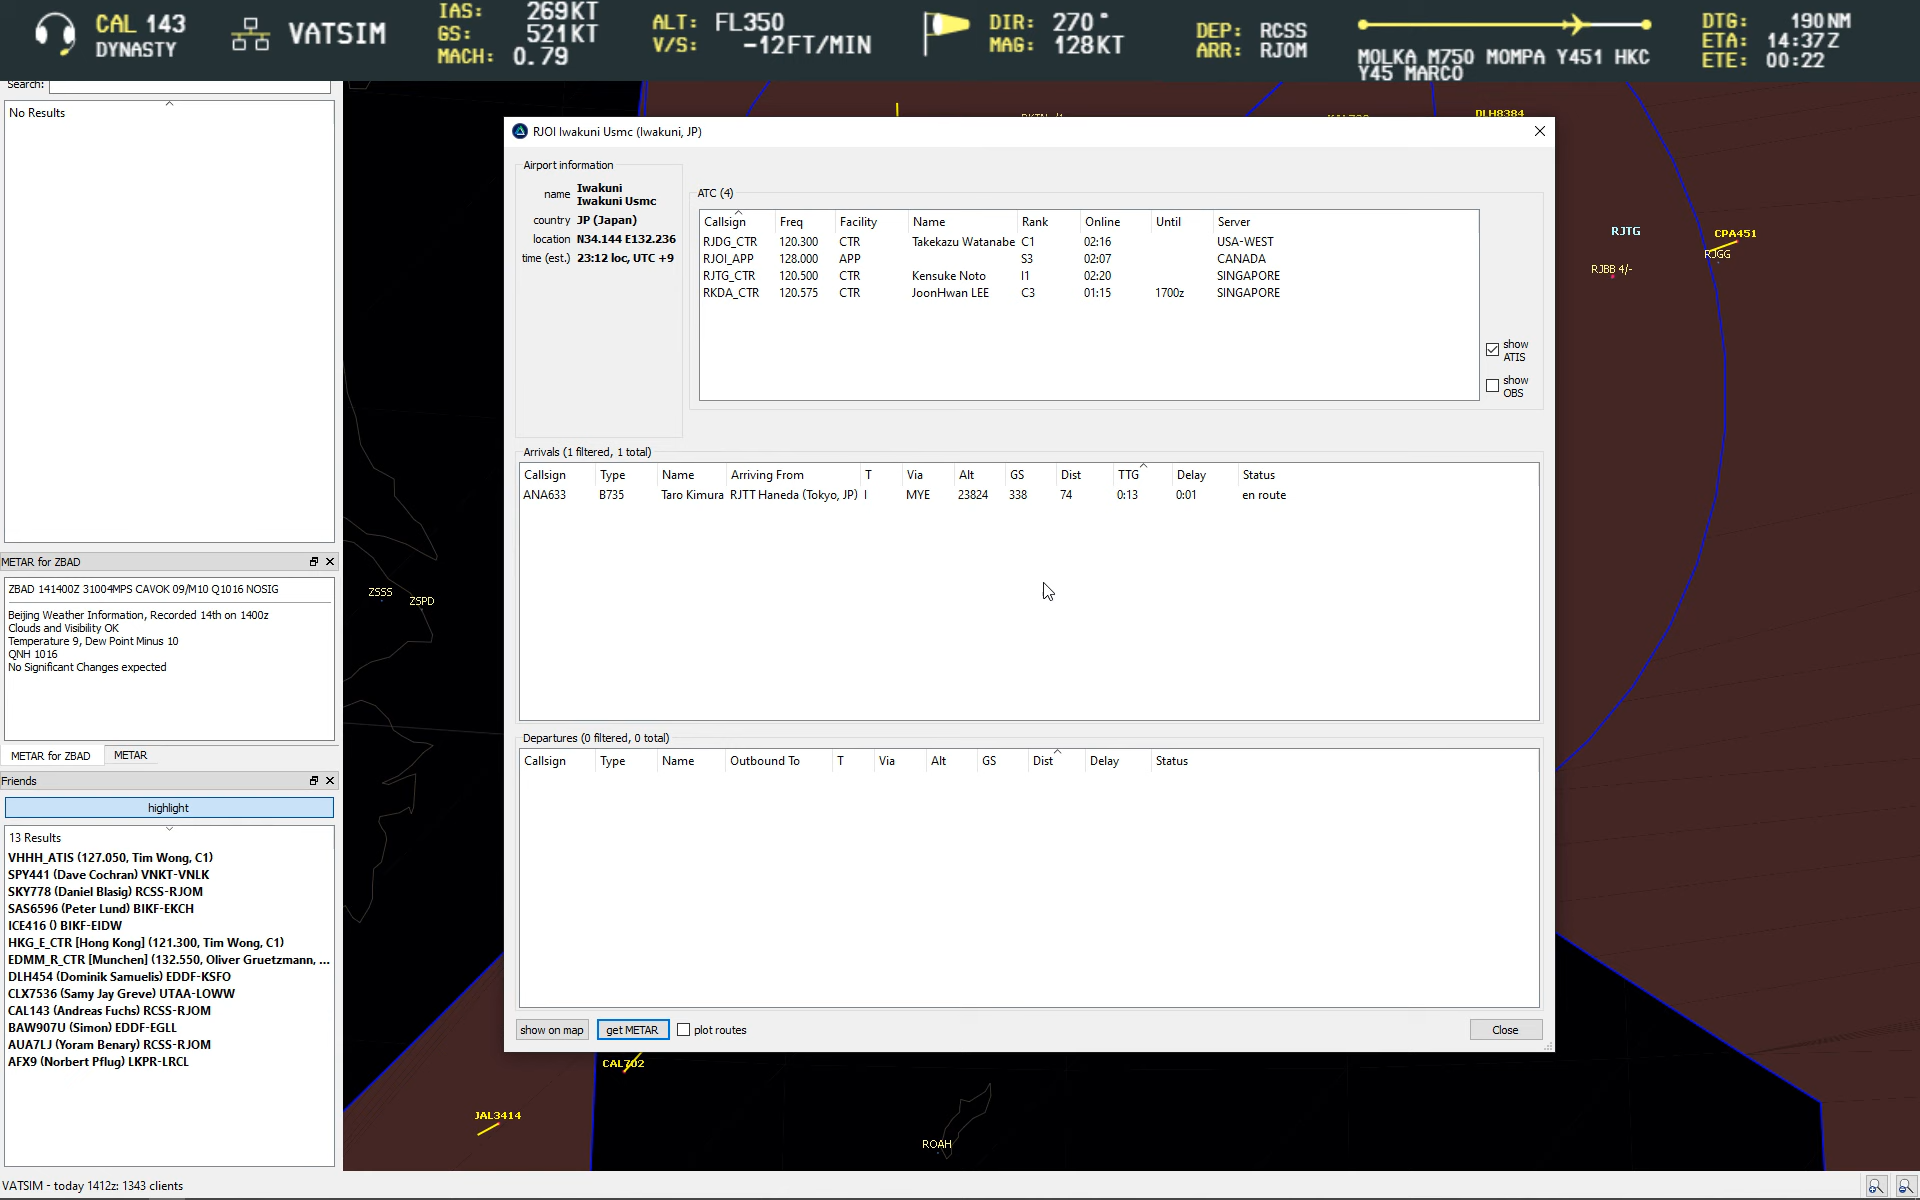 CAL 143
DYNASTY
VATSIM
IAS: 269KT
GS: 521KT
MACH: 0.79
ALT: FL350
V/S: -12FT/MIN
DIR: 270°
MAG: 128KT
DEP: RCSS
ARR: RJOM
MOLKA M750 MOMPA Y451 HKC
Y45 MARCO
DTG: 190NM
ETA: 14:37Z
ETE: 00:22
Search:
No Results
METAR for ZBAD
ZBAD 141400Z 31004MPS CAVOK 09/M10 Q1016 NOSIG
Beijing Weather Information, Recorded 14th on 1400z
Clouds and Visibility OK
Temperature 9, Dew Point Minus 10
QNH 1016
No Significant Changes expected
METAR for ZBAD METAR
Friends
highlight
13 Results
VHHH_ATIS (127.050, Tim Wong, C1)
SPY441 (Dave Cochran) VNKT-VNLK
SKY778 (Daniel Blasig) RCSS-RJOM
SAS6596 (Peter Lund) BIKF-EKCH
ICE416 () BIKF-EIDW
HKG_E_CTR [Hong Kong] (121.300, Tim Wong, C1)
EDMM_R_CTR [Munchen] (132.550, Oliver Gruetzmann, ...
DLH454 (Dominik Samuelis) EDDF-KSFO
CLX7536 (Samy Jay Greve) UTAA-LOWW
CAL143 (Andreas Fuchs) RCSS-RJOM
BAW907U (Simon) EDDF-EGLL
AUA7LJ (Yoram Benary) RCSS-RJOM
AFX9 (Norbert Pflug) LKPR-LRCL
VATSIM - today 1412z: 1343 clients
RJOI Iwakuni Usmc (Iwakuni, JP)
Airport information
name Iwakuni
Iwakuni Usmc
country JP (Japan)
location N34.144 E132.236
time (est.) 23:12 loc, UTC +9
ATC (4)
Callsign Freq Facility Name Rank Online Until Server
RJDG_CTR 120.300 CTR Takekazu Watanabe C1 02:16 USA-WEST
RJOI_APP 128.000 APP S3 02:07 CANADA
RJTG_CTR 120.500 CTR Kensuke Noto I1 02:20 SINGAPORE
RKDA_CTR 120.575 CTR JoonHwan LEE C3 01:15 1700z SINGAPORE
show
ATIS
show
OBS
Arrivals (1 filtered, 1 total)
Callsign Type Name Arriving From T Via Alt GS Dist TTG Delay Status
ANA633 B735 Taro Kimura RJTT Haneda (Tokyo, JP) I MYE 23824 338 74 0:13 0:01 en route
Departures (0 filtered, 0 total)
Callsign Type Name Outbound To T Via Alt GS Dist Delay Status
show on map get METAR plot routes Close
DLH8384
RJTG
CPA451
RJGG
RJBB 4/-
ZSSS
ZSPD
CAL702
JAL3414
ROAH